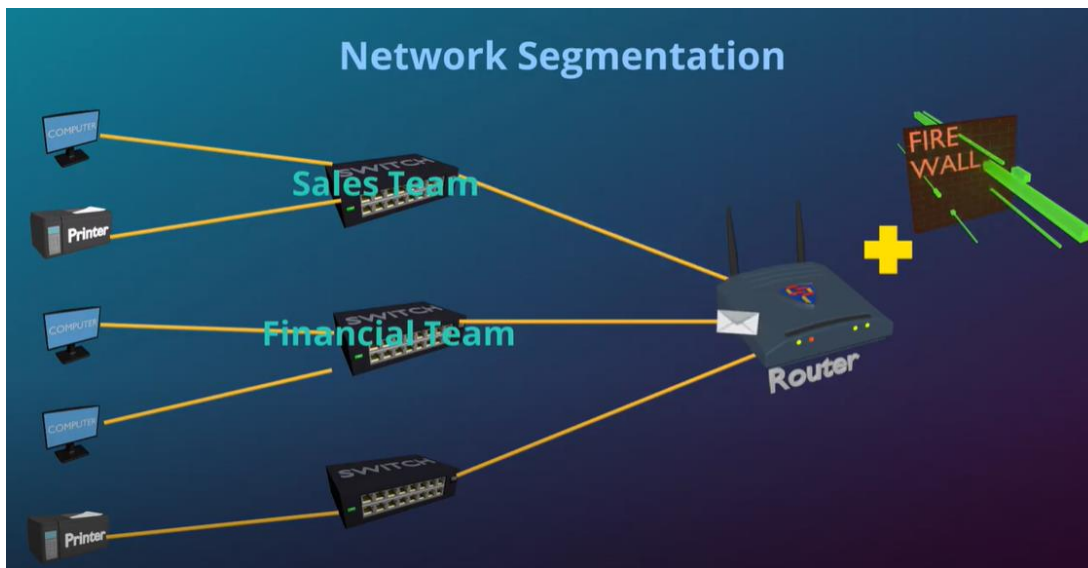 Network Segmentation
COMPUTER
SWITCH
Sales Team
Printer
FIRE
WALL
COMPUTER
SWITCH
Financial Team
Router
COMPUTER
SWITCH
Printer